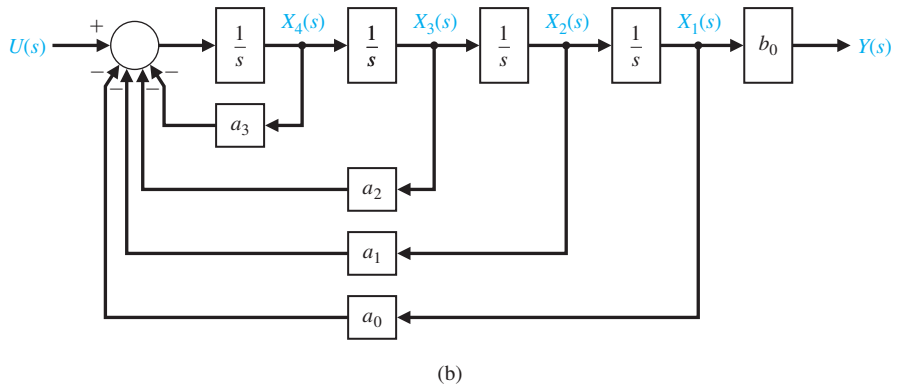 X₄(s) X₃(s) X₂(s) X₁(s)
U(s) + 1/s 1/s 1/s 1/s b₀ Y(s)
− − − −
a₃
a₂
a₁
a₀
(b)